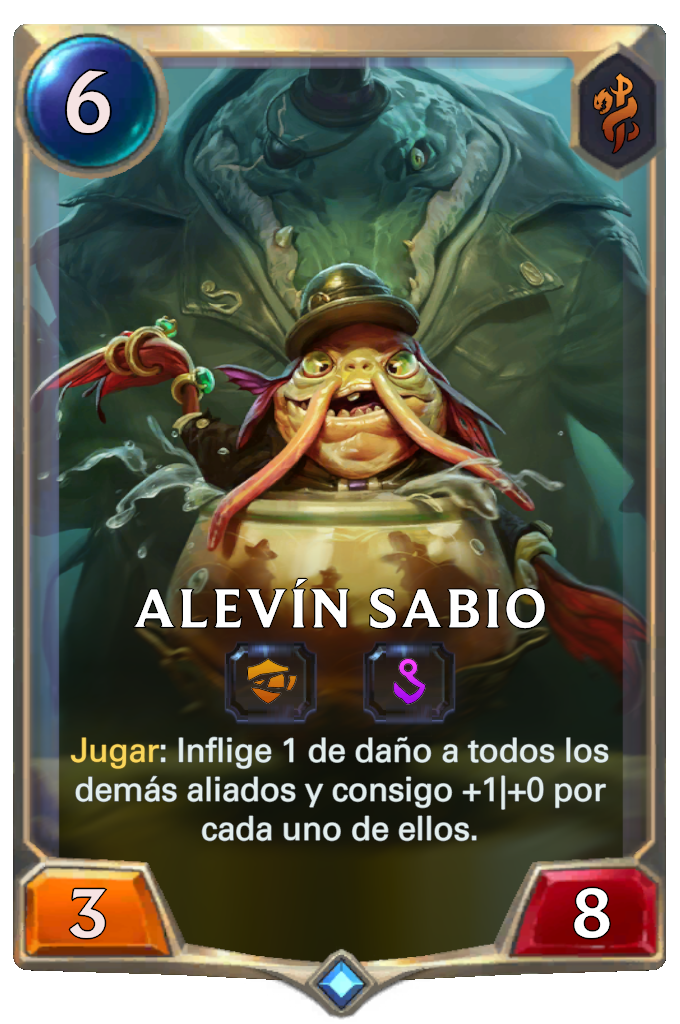 6
ALEVÍN SABIO
Jugar: Inflige 1 de daño a todos los
demás aliados y consigo +1|+0 por
cada uno de ellos.
3
8